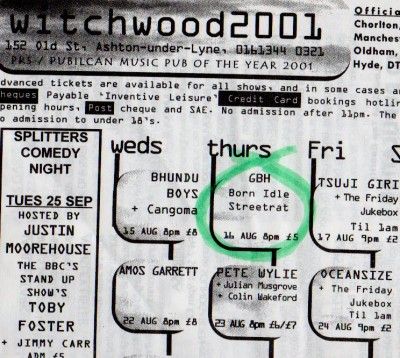 witchwood2001
152 Old St, Ashton-under-Lyne, 0161344 0321
PRS / PUBILCAN MUSIC PUB OF THE YEAR 2001
Officia
Chorlton,
Manchest
Oldham,
Hyde, DT
dvanced tickets are available for all shows, and in some cases ar
heques Payable 'Inventive Leisure' Credit Card bookings hotlin
pening hours, Post cheque and SAE. No admission after 11pm. The
o admission to under 18's.
SPLITTERS
COMEDY
NIGHT
TUES 25 SEP
HOSTED BY
JUSTIN
MOOREHOUSE
THE BBC'S
STAND UP
SHOW'S
TOBY
FOSTER
+ JIMMY CARR
ADM £5
weds
BHUNDU
BOYS
+ Cangoma
15 AUG 8pm £8
AMOS GARRETT
22 AUG 8pm £8
thurs
GBH
Born Idle
Streetrat
16 AUG 8pm £5
PETE WYLIE
+ Julian Musgrove
+ Colin Wakeford
23 AUG 8pm £6/£7
Fri
S
TSUJI GIRI
+ The Friday
Jukebox
Til 1am
17 AUG 9pm £2
OCEANSIZE
+ The Friday
Jukebox
Til 1am
24 AUG 9pm £2